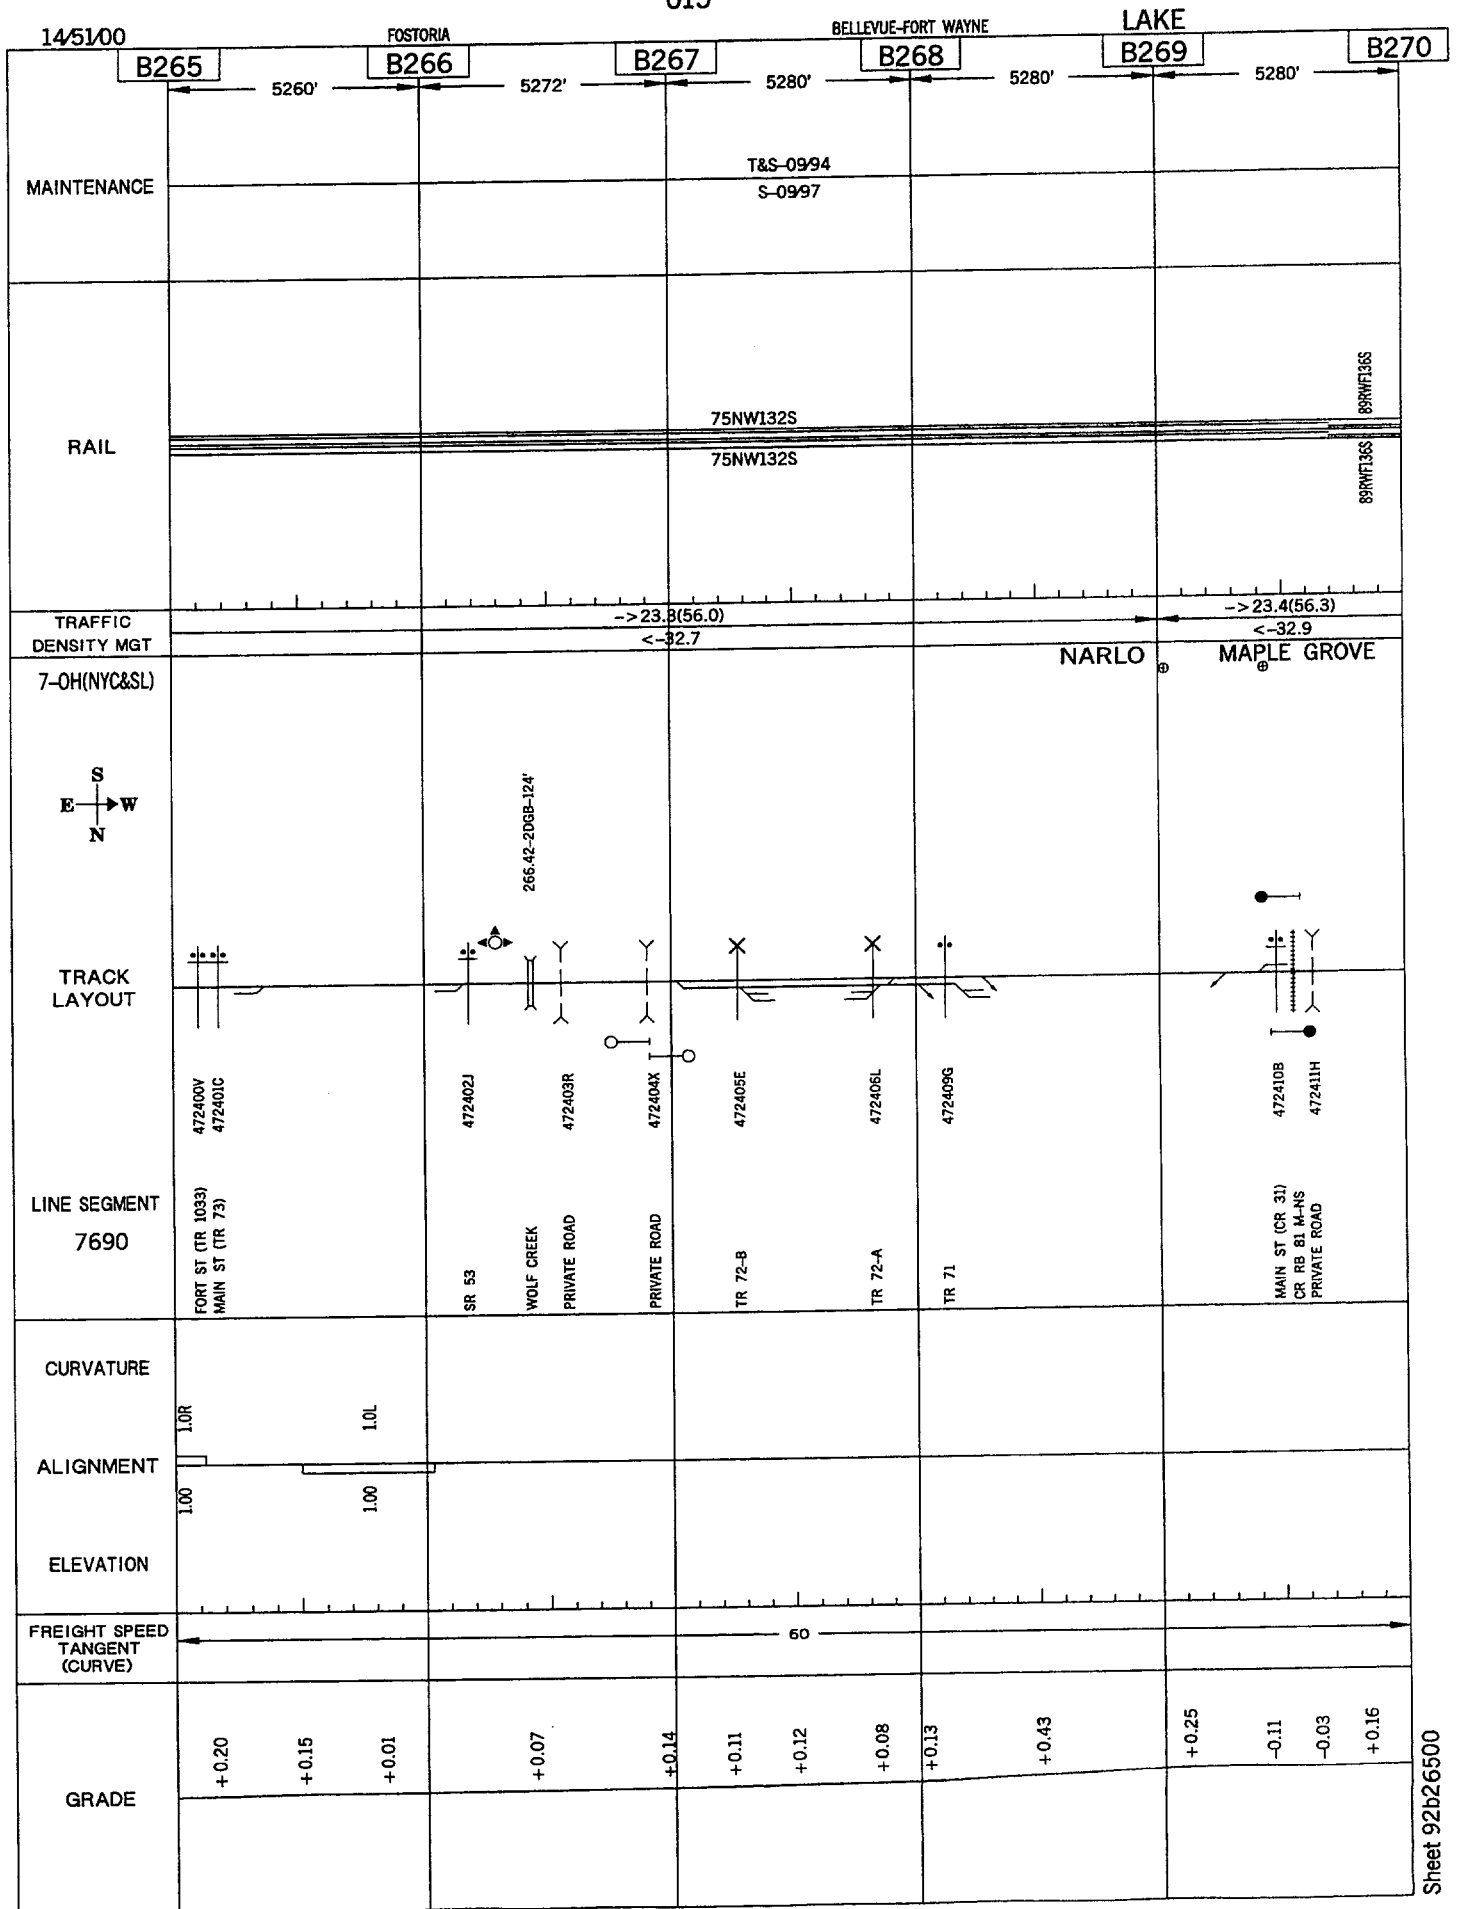 14/51/00
FOSTORIA
BELLEVUE-FORT WAYNE
LAKE
B265
B266
B267
B268
B269
B270
5260'
5272'
5280'
5280'
5280'
MAINTENANCE
T&S-09/94
S-09/97
RAIL
75NW132S
75NW132S
89RWF136S
89RWF136S
TRAFFIC
DENSITY MGT
->23.3(56.0)
<-32.7
->23.4(56.3)
<-32.9
7-OH(NYC&SL)
NARLO
MAPLE GROVE
S
E W
N
266.42-2DGB-124'
TRACK
LAYOUT
472400V
472401C
472402J
472403R
472404X
472405E
472406L
472409G
472410B
472411H
LINE SEGMENT
7690
FORT ST (TR 1033)
MAIN ST (TR 73)
SR 53
WOLF CREEK
PRIVATE ROAD
PRIVATE ROAD
TR 72-B
TR 72-A
TR 71
MAIN ST (CR 31)
CR RB 81 M-NS
PRIVATE ROAD
CURVATURE
1.0R
1.0L
ALIGNMENT
1.00
1.00
ELEVATION
FREIGHT SPEED
TANGENT
(CURVE)
60
GRADE
+0.20
+0.15
+0.01
+0.07
+0.14
+0.11
+0.12
+0.08
+0.13
+0.43
+0.25
-0.11
-0.03
+0.16
Sheet 92b26500